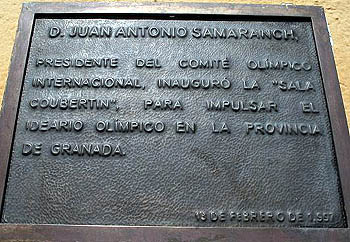 D. JUAN ANTONIO SAMARANCH,
PRESIDENTE DEL COMITÉ OLÍMPICO
INTERNACIONAL, INAUGURÓ LA "SALA
COUBERTIN", PARA IMPULSAR EL
IDEARIO OLÍMPICO EN LA PROVINCIA
DE GRANADA.
13 DE FEBRERO DE 1.997